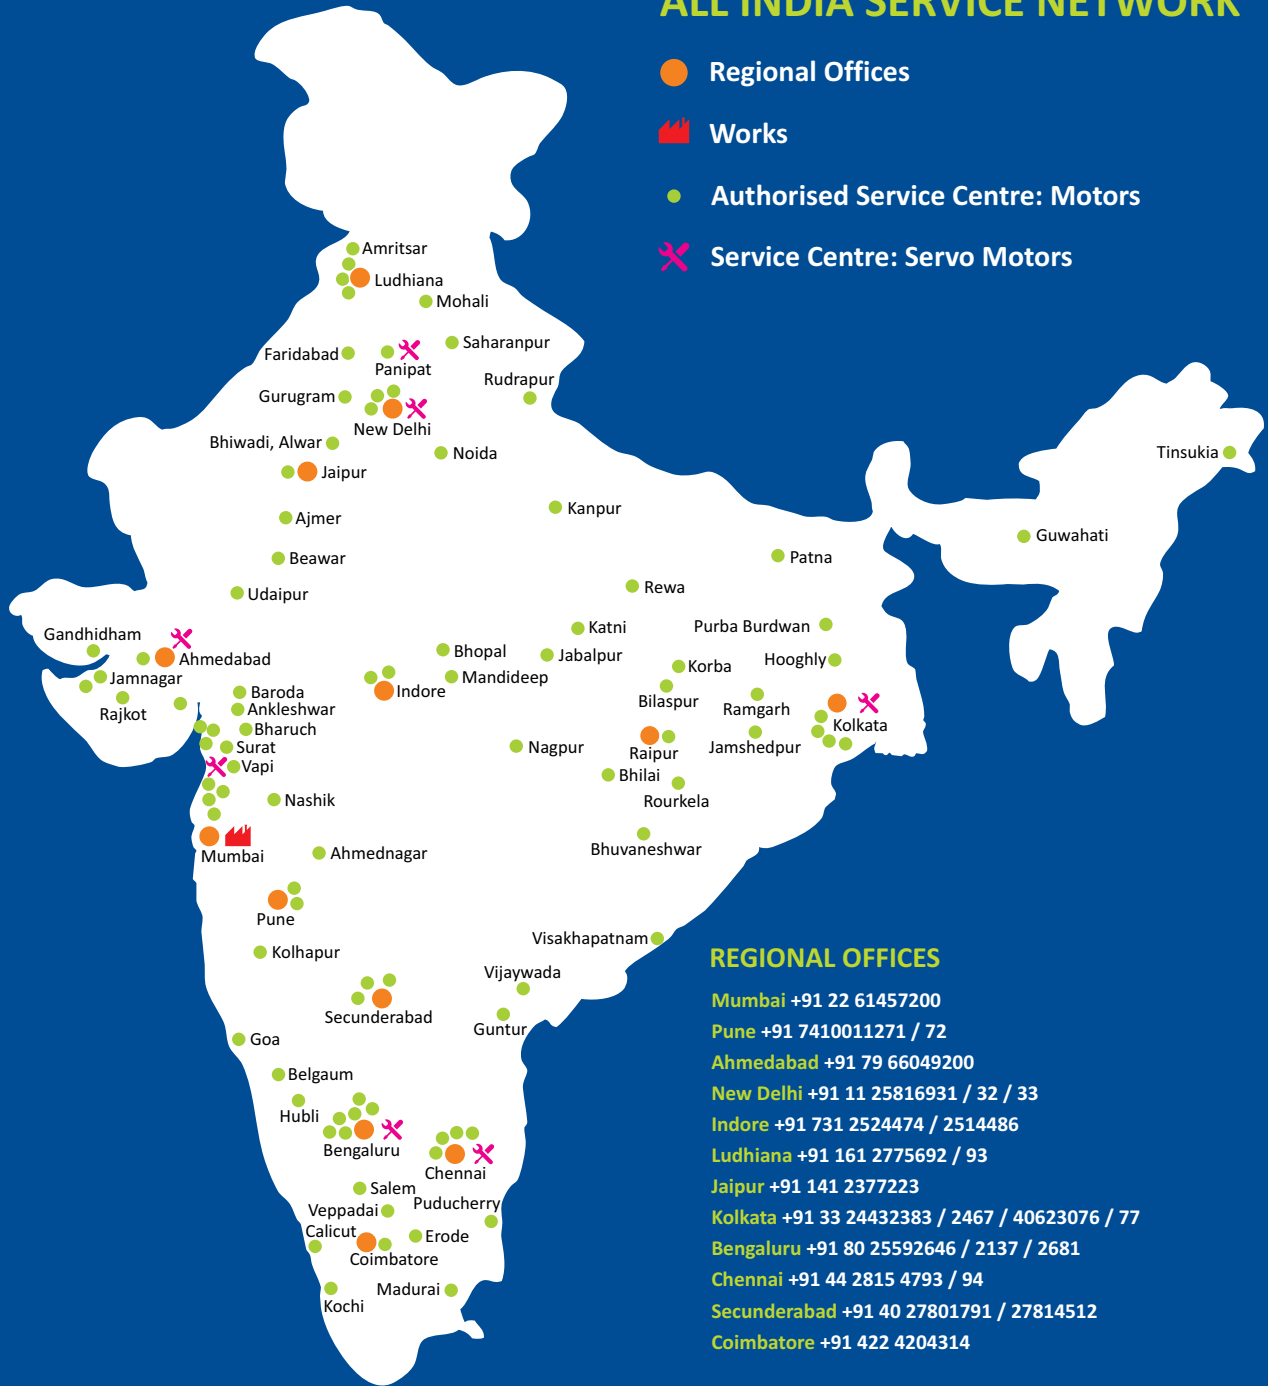 ALL INDIA SERVICE NETWORK
Regional Offices
Works
Authorised Service Centre: Motors
Service Centre: Servo Motors
Amritsar
Ludhiana
Mohali
Saharanpur
Faridabad
Panipat
Rudrapur
Gurugram
New Delhi
Bhiwadi, Alwar
Noida
Tinsukia
Jaipur
Kanpur
Ajmer
Guwahati
Beawar
Patna
Rewa
Udaipur
Katni
Purba Burdwan
Gandhidham
Bhopal
Jabalpur
Hooghly
Ahmedabad
Korba
Jamnagar
Mandideep
Baroda
Indore
Bilaspur
Ankleshwar
Ramgarh
Rajkot
Kolkata
Bharuch
Surat
Nagpur
Raipur
Jamshedpur
Vapi
Bhilai
Nashik
Rourkela
Bhuvaneshwar
Mumbai
Ahmednagar
Pune
Visakhapatnam
Kolhapur
Vijaywada
Secunderabad
Guntur
Goa
Belgaum
Hubli
Bengaluru
Chennai
Salem
Puducherry
Veppadai
Calicut
Erode
Coimbatore
Madurai
Kochi
REGIONAL OFFICES
Mumbai +91 22 61457200
Pune +91 7410011271 / 72
Ahmedabad +91 79 66049200
New Delhi +91 11 25816931 / 32 / 33
Indore +91 731 2524474 / 2514486
Ludhiana +91 161 2775692 / 93
Jaipur +91 141 2377223
Kolkata +91 33 24432383 / 2467 / 40623076 / 77
Bengaluru +91 80 25592646 / 2137 / 2681
Chennai +91 44 2815 4793 / 94
Secunderabad +91 40 27801791 / 27814512
Coimbatore +91 422 4204314